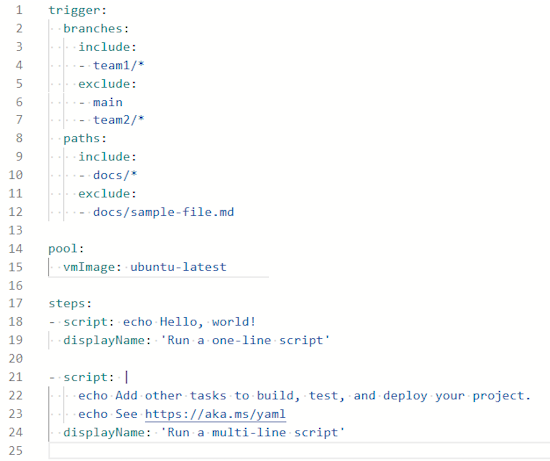 1 trigger:
2   branches:
3     include:
4     - team1/*
5     exclude:
6     - main
7     - team2/*
8   paths:
9     include:
10     - docs/*
11     exclude:
12     - docs/sample-file.md
13
14 pool:
15   vmImage: ubuntu-latest
16
17 steps:
18 - script: echo Hello, world!
19   displayName: 'Run a one-line script'
20
21 - script: |
22     echo Add other tasks to build, test, and deploy your project.
23     echo See https://aka.ms/yaml
24   displayName: 'Run a multi-line script'
25